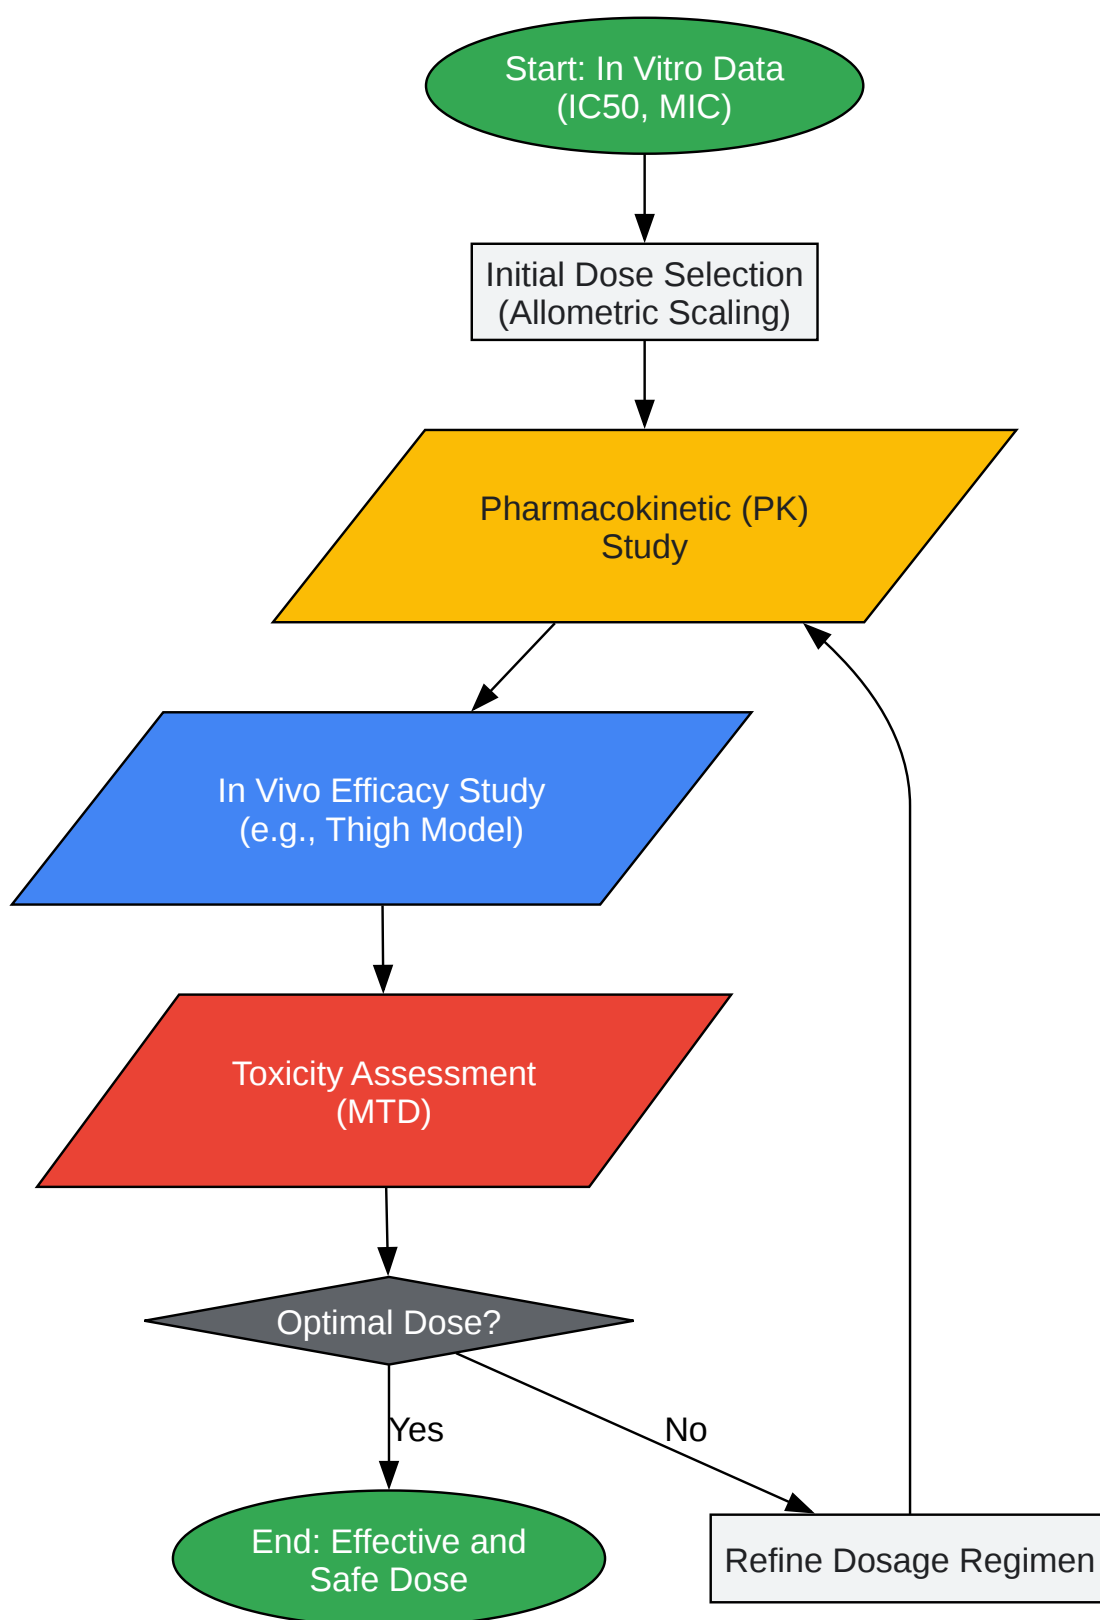 Start: In Vitro Data
(IC50, MIC)
Initial Dose Selection
(Allometric Scaling)
Pharmacokinetic (PK)
Study
In Vivo Efficacy Study
(e.g., Thigh Model)
Toxicity Assessment
(MTD)
Optimal Dose?
Yes
No
End: Effective and
Safe Dose
Refine Dosage Regimen